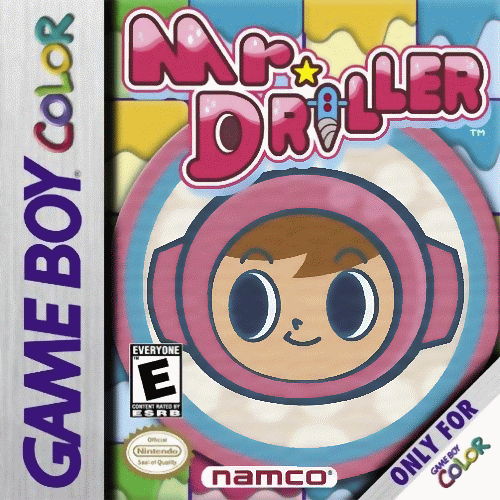 GAME BOY COLOR
Mr. DRILLER
TM
EVERYONE
TM
E
CONTENT RATED BY
ESRB
Official
Nintendo
Seal of Quality
namco®
ONLY FOR
GAME BOY
COLOR